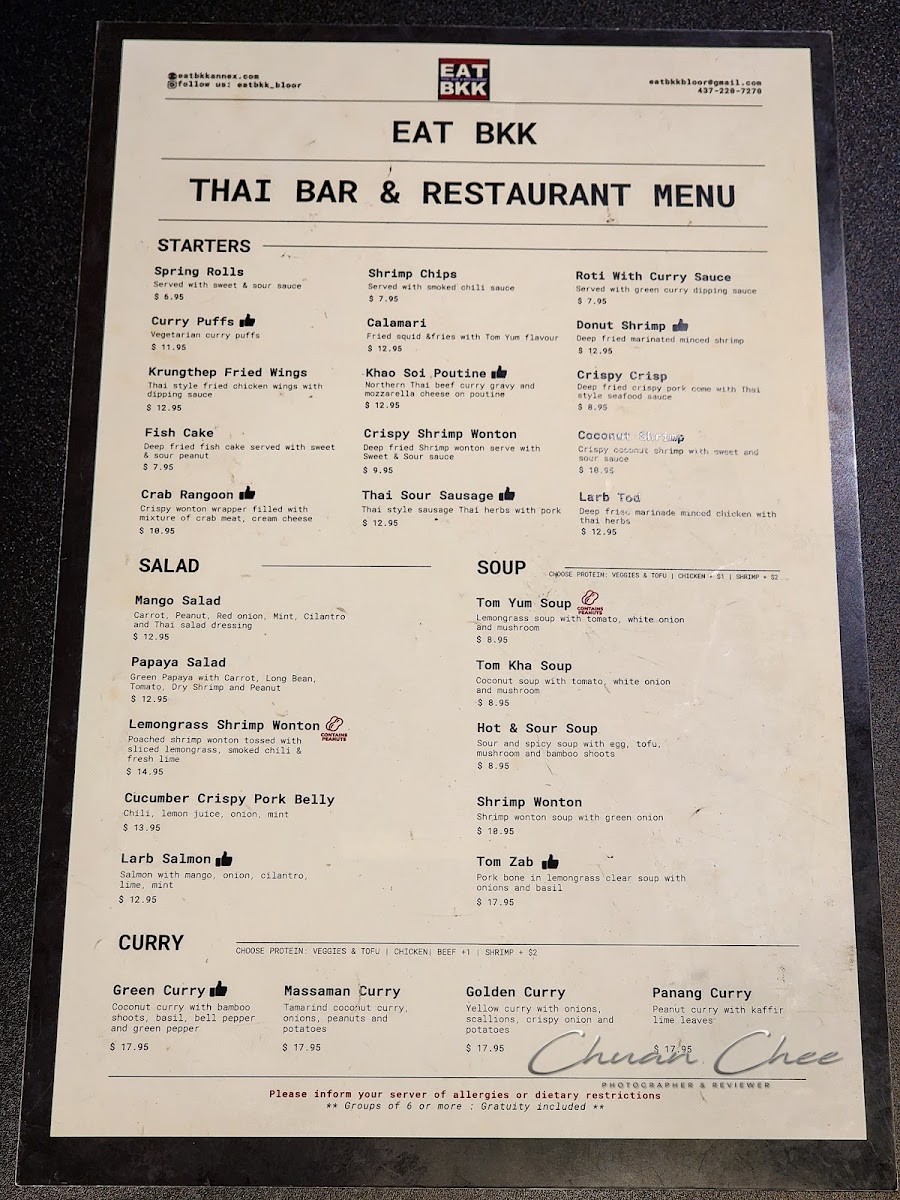 eatbkkannex.com
follow us: eatbkk_bloor
EAT
BKK
eatbkkbloor@gmail.com
437-220-7270
EAT BKK
THAI BAR & RESTAURANT MENU
STARTERS
Spring Rolls
Served with sweet & sour sauce
$ 6.95
Shrimp Chips
Served with smoked chili sauce
$ 7.95
Roti With Curry Sauce
Served with green curry dipping sauce
$ 7.95
Curry Puffs
Vegetarian curry puffs
$ 11.95
Calamari
Fried squid &fries with Tom Yum flavour
$ 12.95
Donut Shrimp
Deep fried marinated minced shrimp
$ 12.95
Krungthep Fried Wings
Thai style fried chicken wings with
dipping sauce
$ 12.95
Khao Soi Poutine
Northern Thai beef curry gravy and
mozzarella cheese on poutine
$ 12.95
Crispy Crisp
Deep fried crispy pork come with Thai
style seafood sauce
$ 8.95
Fish Cake
Deep fried fish cake served with sweet
& sour peanut
$ 7.95
Crispy Shrimp Wonton
Deep fried Shrimp wonton serve with
Sweet & Sour sauce
$ 9.95
Coconut Shrimp
Crispy coconut shrimp with sweet and
sour sauce
$ 10.95
Crab Rangoon
Crispy wonton wrapper filled with
mixture of crab meat, cream cheese
$ 10.95
Thai Sour Sausage
Thai style sausage Thai herbs with pork
$ 12.95
Larb Tod
Deep fried marinade minced chicken with
thai herbs
$ 12.95
SALAD
Mango Salad
Carrot, Peanut, Red onion, Mint, Cilantro
and Thai salad dressing
$ 12.95
Papaya Salad
Green Papaya with Carrot, Long Bean,
Tomato, Dry Shrimp and Peanut
$ 12.95
Lemongrass Shrimp Wonton
CONTAINS
PEANUTS
Poached shrimp wonton tossed with
sliced lemongrass, smoked chili &
fresh lime
$ 14.95
Cucumber Crispy Pork Belly
Chili, lemon juice, onion, mint
$ 13.95
Larb Salmon
Salmon with mango, onion, cilantro,
lime, mint
$ 12.95
SOUP
CHOOSE PROTEIN: VEGGIES & TOFU | CHICKEN + $1 | SHRIMP + $2
Tom Yum Soup
CONTAINS
PEANUTS
Lemongrass soup with tomato, white onion
and mushroom
$ 8.95
Tom Kha Soup
Coconut soup with tomato, white onion
and mushroom
$ 8.95
Hot & Sour Soup
Sour and spicy soup with egg, tofu,
mushroom and bamboo shoots
$ 8.95
Shrimp Wonton
Shrimp wonton soup with green onion
$ 10.95
Tom Zab
Pork bone in lemongrass clear soup with
onions and basil
$ 17.95
CURRY
CHOOSE PROTEIN: VEGGIES & TOFU | CHICKEN| BEEF +1 | SHRIMP + $2
Green Curry
Coconut curry with bamboo
shoots, basil, bell pepper
and green pepper
$ 17.95
Massaman Curry
Tamarind coconut curry,
onions, peanuts and
potatoes
$ 17.95
Golden Curry
Yellow curry with onions,
scallions, crispy onion and
potatoes
$ 17.95
Panang Curry
Peanut curry with kaffir
lime leaves
$ 17.95
Chuan Chee
PHOTOGRAPHER & REVIEWER
Please inform your server of allergies or dietary restrictions
** Groups of 6 or more : Gratuity included **